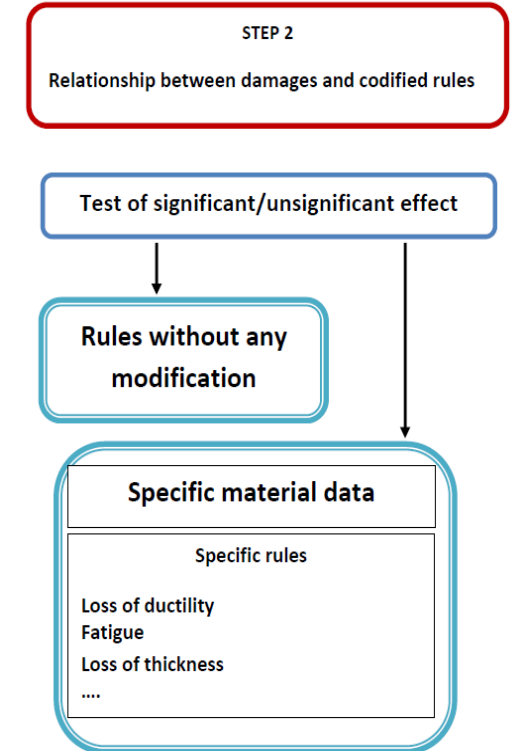 STEP 2
Relationship between damages and codified rules
Test of significant/unsignificant effect
Rules without any
modification
Specific material data
Specific rules
Loss of ductility
Fatigue
Loss of thickness
....